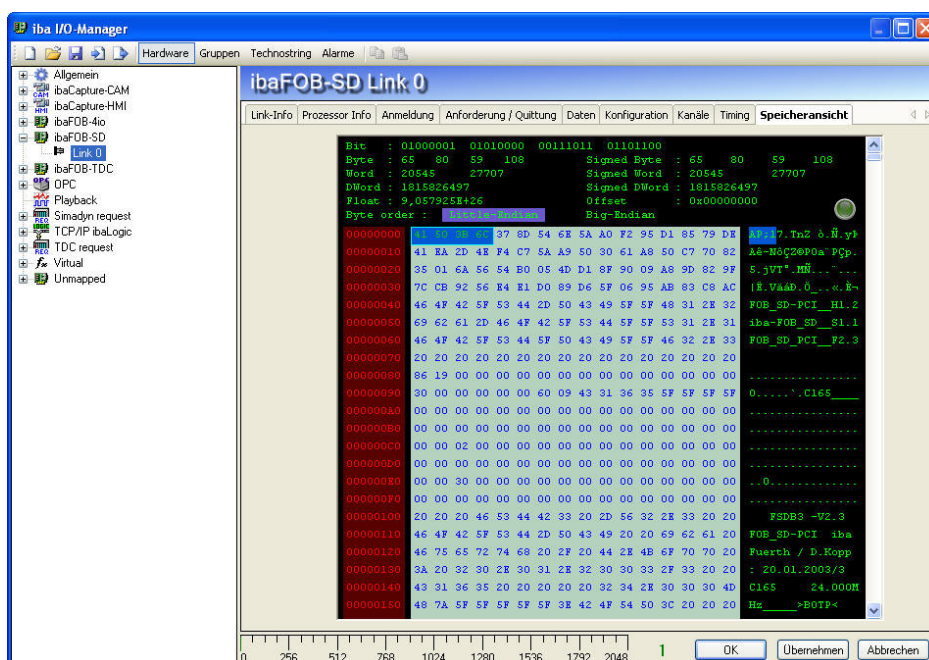 iba I/O-Manager
Hardware Gruppen Technostring Alarme
Allgemein
ibaCapture-CAM
ibaCapture-HMI
ibaFOB-4io
ibaFOB-SD
Link 0
ibaFOB-TDC
OPC
Playback
Simadyn request
TCP/IP ibaLogic
TDC request
Virtual
Unmapped
ibaFOB-SD Link 0
Link-Info Prozessor Info Anmeldung Anforderung / Quittung Daten Konfiguration Kanäle Timing Speicheransicht
Bit : 01000001 01010000 00111011 01101100
Byte : 65 80 59 108 Signed Byte : 65 80 59 108
Word : 20545 27707 Signed Word : 20545 27707
DWord : 1815826497 Signed DWord : 1815826497
Float : 9,057925E+26 Offset : 0x00000000
Byte order : Little-Endian Big-Endian
00000000 41 50 3B 6C 37 8D 54 6E 5A A0 F2 95 D1 85 79 DE
00000010 41 EA 2D 4E F4 C7 5A A9 50 30 61 A8 50 C7 70 82
00000020 35 01 6A 56 54 B0 05 4D D1 8F 90 09 A8 9D 82 9F
00000030 7C CB 92 56 E4 E1 D0 89 D6 5F 06 95 AB 83 C8 AC
00000040 46 4F 42 5F 53 44 2D 50 43 49 5F 5F 48 31 2E 32 FOB_SD-PCI__H1.2
00000050 69 62 61 2D 46 4F 42 5F 53 44 5F 5F 53 31 2E 31 iba-FOB_SD__S1.1
00000060 46 4F 42 5F 53 44 5F 50 43 49 5F 5F 46 32 2E 33 FOB_SD_PCI__F2.3
00000070 20 20 20 20 20 20 20 20 20 20 20 20 20 20 20 20
00000080 86 19 00 00 00 00 00 00 00 00 00 00 00 00 00 00 ................
00000090 30 00 00 00 00 00 60 09 43 31 36 35 5F 5F 5F 5F 0.....`.C165____
000000A0 00 00 00 00 00 00 00 00 00 00 00 00 00 00 00 00 ................
000000B0 00 00 00 00 00 00 00 00 00 00 00 00 00 00 00 00 ................
000000C0 00 00 02 00 00 00 00 00 00 00 00 00 00 00 00 00 ................
000000D0 00 00 00 00 00 00 00 00 00 00 00 00 00 00 00 00 ................
000000E0 00 00 30 00 00 00 00 00 00 00 00 00 00 00 00 00 ..0.............
000000F0 00 00 00 00 00 00 00 00 00 00 00 00 00 00 00 00 ................
00000100 20 20 20 46 53 44 42 33 20 2D 56 32 2E 33 20 20 FSDB3 -V2.3
00000110 46 4F 42 5F 53 44 2D 50 43 49 20 20 69 62 61 20 FOB_SD-PCI iba
00000120 46 75 65 72 74 68 20 2F 20 44 2E 4B 6F 70 70 20 Fuerth / D.Kopp
00000130 3A 20 32 30 2E 30 31 2E 32 30 30 33 2F 33 20 20 : 20.01.2003/3
00000140 43 31 36 35 20 20 20 20 20 32 34 2E 30 30 30 4D C165 24.000M
00000150 48 7A 5F 5F 5F 5F 5F 3E 42 4F 54 50 3C 20 20 20 Hz_____>BOTP<
0 256 512 768 1024 1280 1536 1792 2048 1 OK Übernehmen Abbrechen